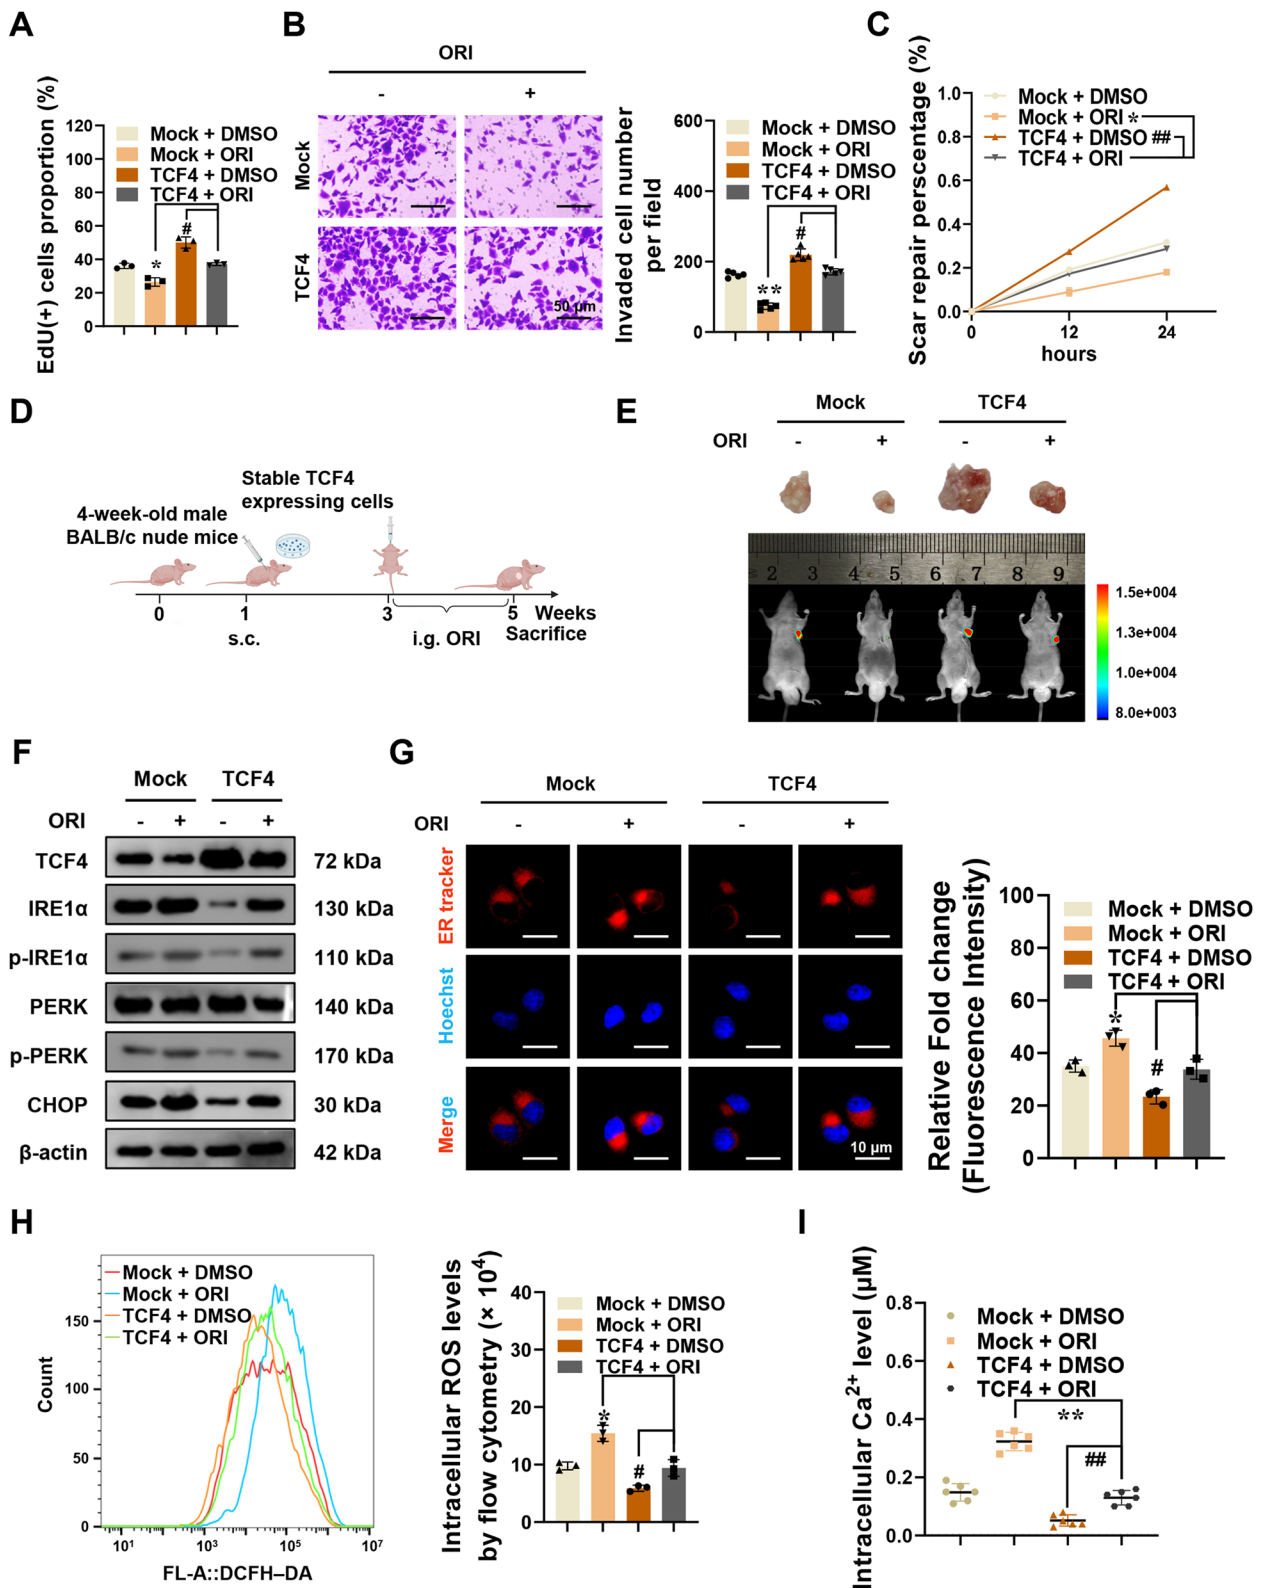 A
EdU(+) cells proportion (%)
120
100
80
60
40
20
0
Mock + DMSO
Mock + ORI
TCF4 + DMSO
TCF4 + ORI
*
#
B
ORI
- +
Mock
TCF4
50 μm
Invaded cell number
per field
600
400
200
0
Mock + DMSO
Mock + ORI
TCF4 + DMSO
TCF4 + ORI
**
#
C
Scar repair perscentage (%)
1.0
0.8
0.6
0.4
0.2
0.0
Mock + DMSO
Mock + ORI *
TCF4 + DMSO ##
TCF4 + ORI
0 12 24
hours
D
4-week-old male
BALB/c nude mice
Stable TCF4
expressing cells
0 1 3 5 Weeks
s.c. i.g. ORI Sacrifice
E
Mock TCF4
ORI - + - +
2 3 4 5 6 7 8 9
1.5e+004
1.3e+004
1.0e+004
8.0e+003
F
Mock TCF4
ORI - + - +
TCF4 72 kDa
IRE1α 130 kDa
p-IRE1α 110 kDa
PERK 140 kDa
p-PERK 170 kDa
CHOP 30 kDa
β-actin 42 kDa
G
Mock TCF4
ORI - + - +
ER tracker
Hoechst
Merge
10 μm
Relative Fold change
(Fluorescence Intensity)
100
80
60
40
20
0
Mock + DMSO
Mock + ORI
TCF4 + DMSO
TCF4 + ORI
*
#
H
Count
150
100
50
0
Mock + DMSO
Mock + ORI
TCF4 + DMSO
TCF4 + ORI
10¹ 10³ 10⁵ 10⁷
FL-A::DCFH–DA
Intracellular ROS levels
by flow cytometry (× 10⁴)
40
30
20
10
0
Mock + DMSO
Mock + ORI
TCF4 + DMSO
TCF4 + ORI
*
#
I
Intracellular Ca²⁺ level (μM)
0.8
0.6
0.4
0.2
0.0
Mock + DMSO
Mock + ORI
TCF4 + DMSO
TCF4 + ORI
**
##